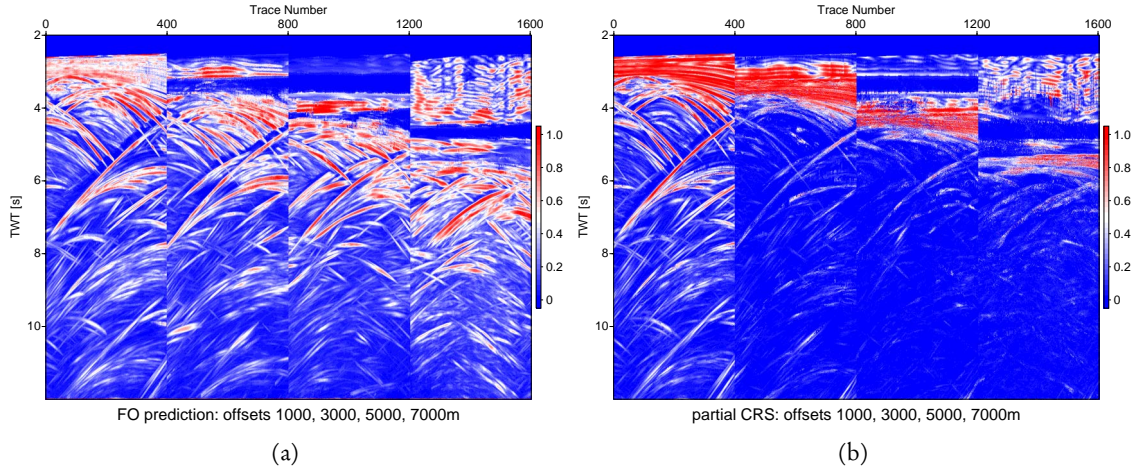 Trace Number
0 400 800 1200 1600
TWT [s]
2
4
6
8
10
1.0
0.8
0.6
0.4
0.2
0
FO prediction: offsets 1000, 3000, 5000, 7000m
(a)
Trace Number
0 400 800 1200 1600
TWT [s]
2
4
6
8
10
1.0
0.8
0.6
0.4
0.2
0
partial CRS: offsets 1000, 3000, 5000, 7000m
(b)